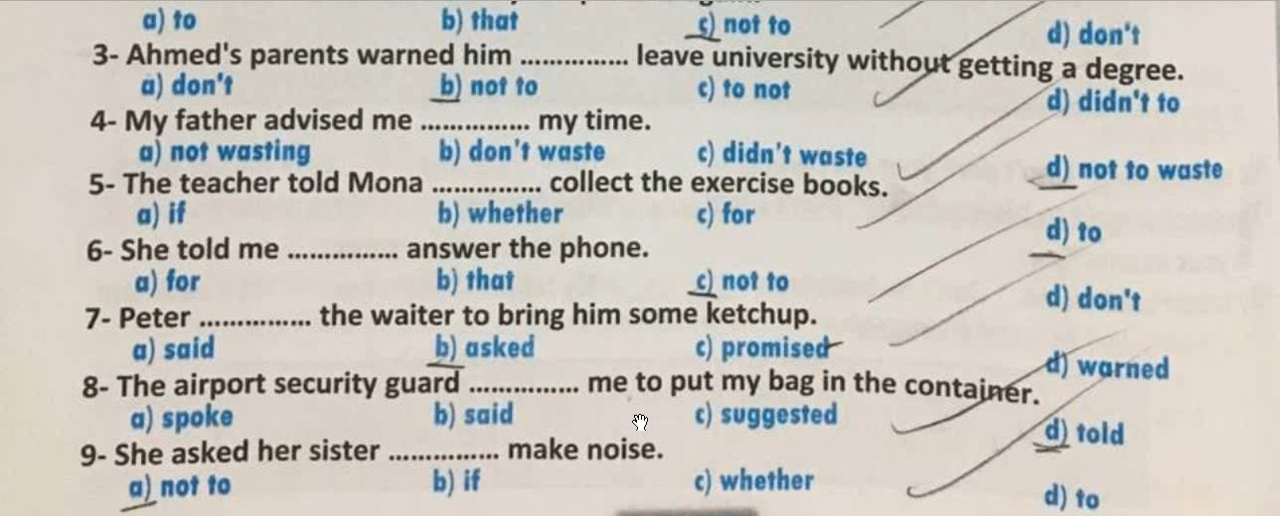 a) to b) that c) not to d) don't
3- Ahmed's parents warned him ............... leave university without getting a degree.
a) don't b) not to c) to not d) didn't to
4- My father advised me ............... my time.
a) not wasting b) don't waste c) didn't waste d) not to waste
5- The teacher told Mona ............... collect the exercise books.
a) if b) whether c) for d) to
6- She told me ............... answer the phone.
a) for b) that c) not to d) don't
7- Peter ............... the waiter to bring him some ketchup.
a) said b) asked c) promised d) warned
8- The airport security guard ............... me to put my bag in the container.
a) spoke b) said c) suggested d) told
9- She asked her sister ............... make noise.
a) not to b) if c) whether d) to